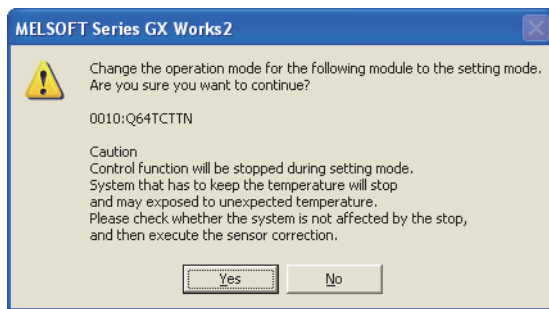 MELSOFT Series GX Works2
Change the operation mode for the following module to the setting mode.
Are you sure you want to continue?
0010:Q64TCTTN
Caution
Control function will be stopped during setting mode.
System that has to keep the temperature will stop
and may exposed to unexpected temperature.
Please check whether the system is not affected by the stop,
and then execute the sensor correction.
Yes
No